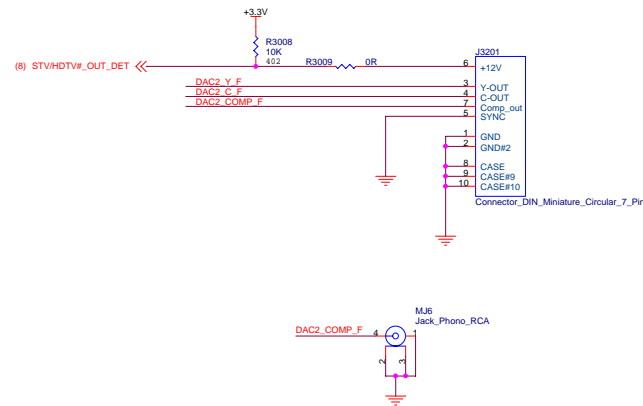 +3.3V
R3008
10K
402
J3201
(8) STV/HDTV#_OUT_DET
R3009 0R
6 +12V
DAC2_Y_F 3 Y-OUT
DAC2_C_F 4 C-OUT
DAC2_COMP_F 7 Comp_out
5 SYNC
1 GND
2 GND#2
8 CASE
9 CASE#9
10 CASE#10
Connector_DIN_Miniature_Circular_7_Pin
MJ6
Jack_Phono_RCA
DAC2_COMP_F 4 1
2 3